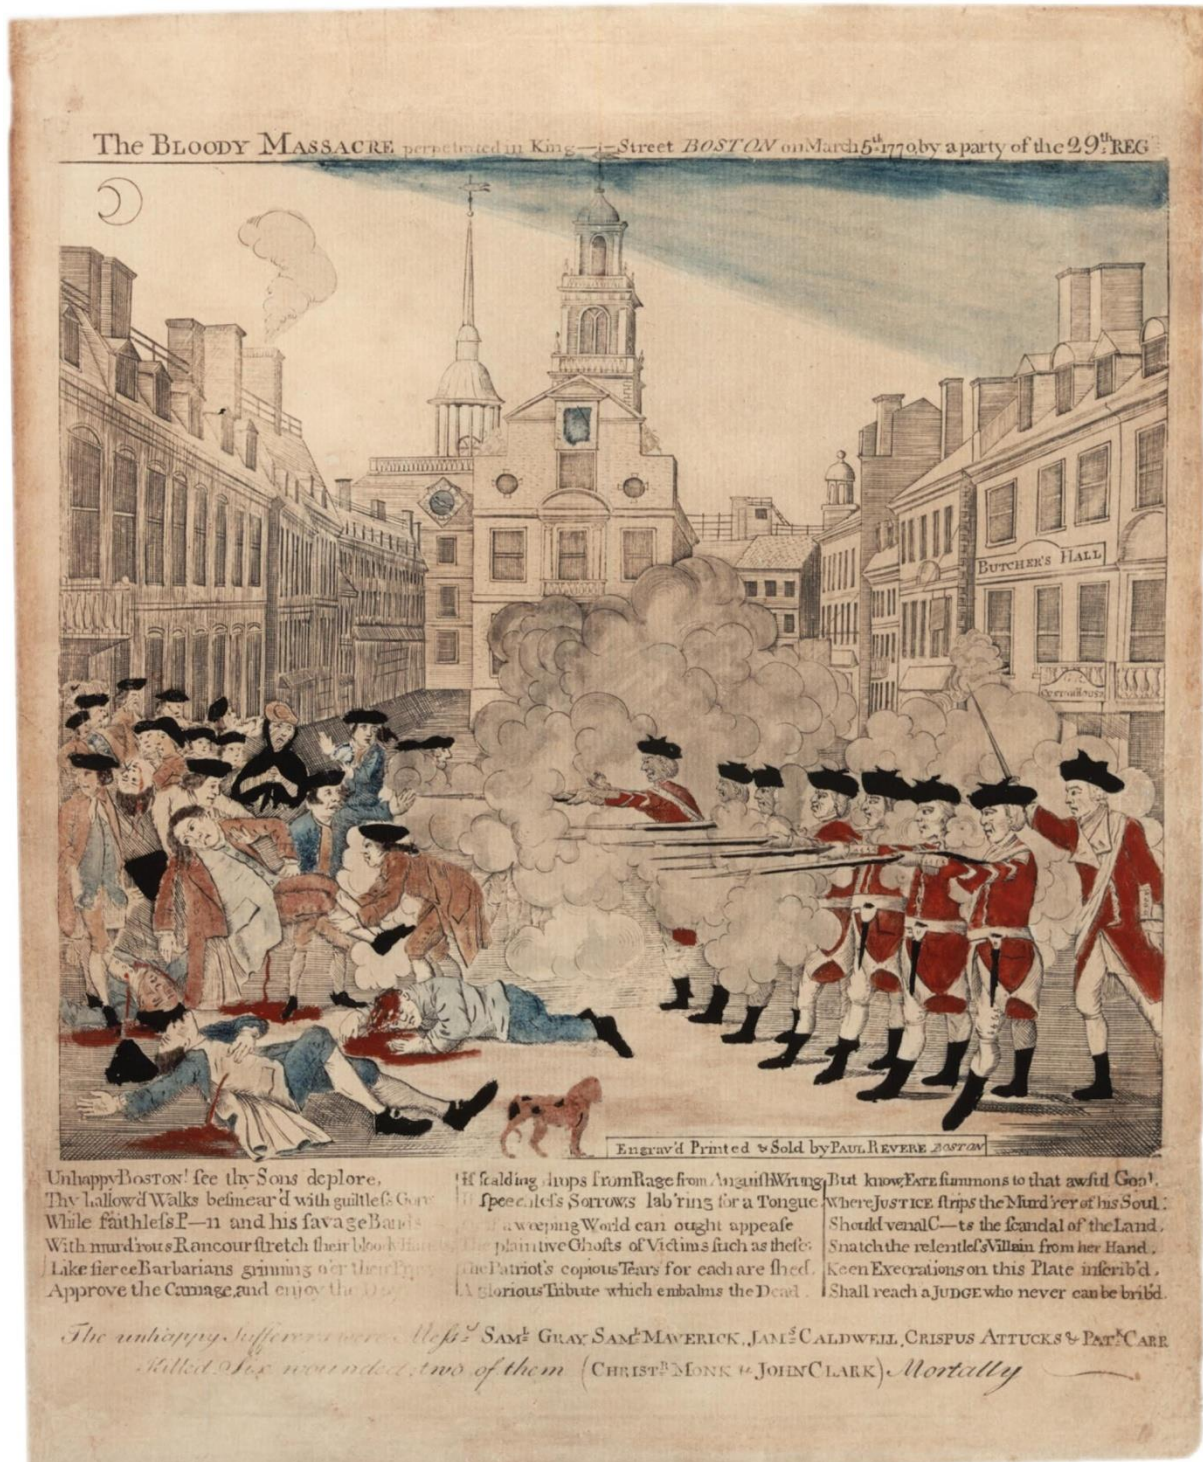 The BLOODY MASSACRE perpetrated in King—i—Street BOSTON on March 5th 1770 by a party of the 29th REG
BUTCHER'S HALL
CUSTOMHOUSE
Engrav'd Printed & Sold by PAUL REVERE BOSTON
Unhappy BOSTON! ſee thy Sons deplore,
Thy hallow'd Walks beſmear'd with guiltleſs Gore
While faithleſs P—n and his ſavage Bands
With murd'rous Rancour ſtretch their blood
Like fierce Barbarians grinning o'er their Prey
Approve the Carnage, and enjoy the Day
If ſcalding drops from Rage from Anguiſh Wrung
If ſpeechleſs Sorrows lab'ring for a Tongue
a weeping World can ought appeaſe
The plaintive Ghoſts of Victims ſuch as theſe;
The Patriot's copious Tears for each are ſhed,
A glorious Tribute which embalms the Dead
But know, FATE ſummons to that awful Goal,
Where JUSTICE ſtrips the Murd'rer of his Soul:
Should venal C—ts the ſcandal of the Land,
Snatch the relentleſs Villain from her Hand,
Keen Execrations on this Plate inſcrib'd,
Shall reach a JUDGE who never can be brib'd.
The unhappy Sufferers were Meſsrs SAML GRAY SAML MAVERICK, JAMS CALDWELL, CRISPUS ATTUCKS & PATK CARR
Killed. Six wounded; two of them (CHRISTR MONK & JOHN CLARK) Mortally